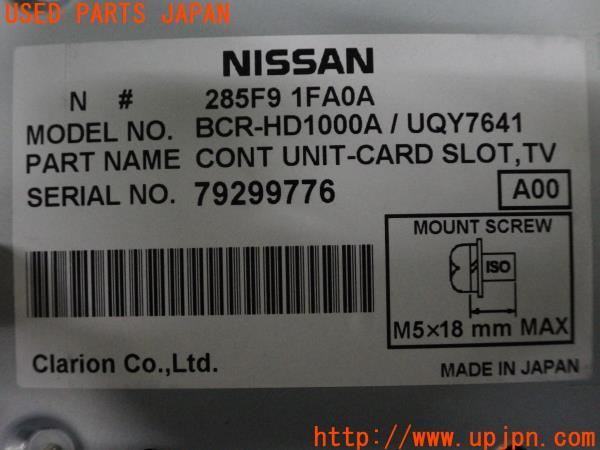 USED PARTS JAPAN
NISSAN
N # 285F9 1FA0A
MODEL NO. BCR-HD1000A / UQY7641
PART NAME CONT UNIT-CARD SLOT,TV
SERIAL NO. 79299776
A00
MOUNT SCREW
ISO
M5×18 mm MAX
Clarion Co.,Ltd.
MADE IN JAPAN
http://www.upjpn.com/